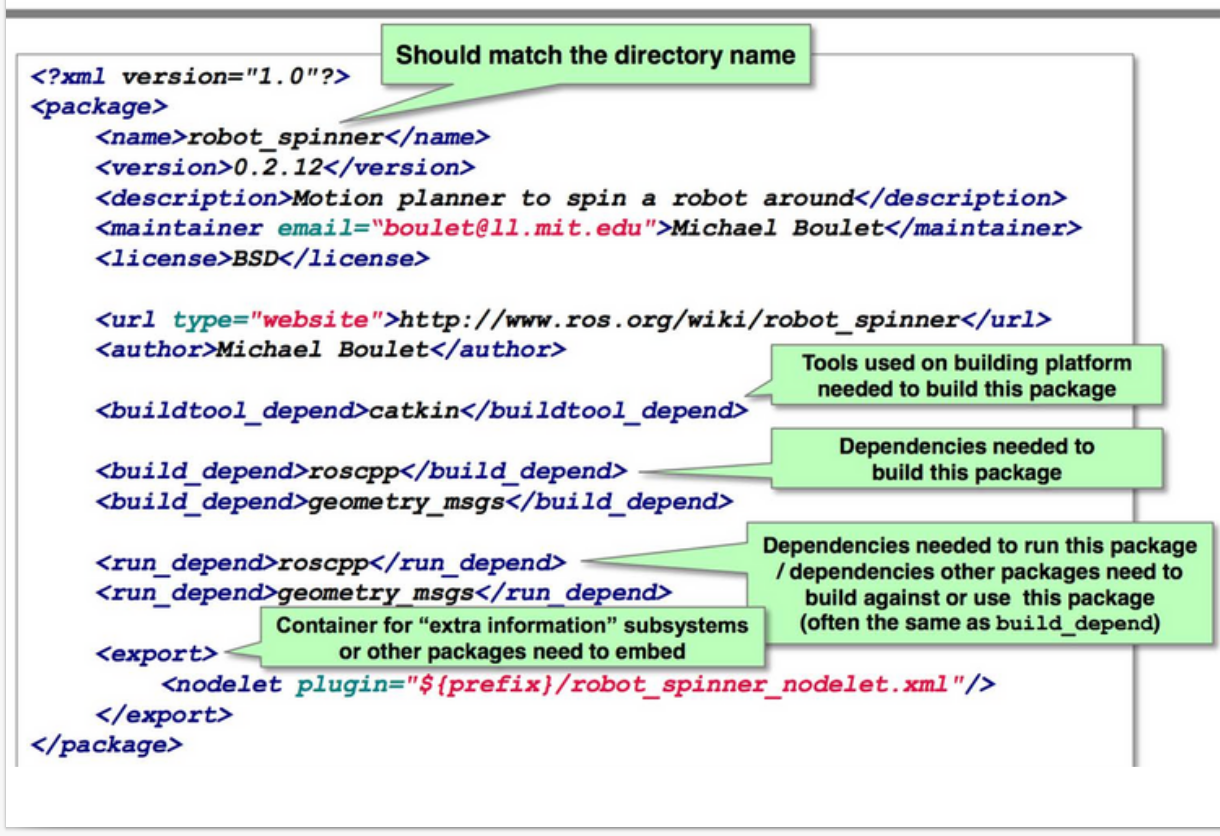 Should match the directory name
<?xml version="1.0"?>
<package>
<name>robot_spinner</name>
<version>0.2.12</version>
<description>Motion planner to spin a robot around</description>
<maintainer email=“boulet@ll.mit.edu">Michael Boulet</maintainer>
<license>BSD</license>
<url type="website">http://www.ros.org/wiki/robot_spinner</url>
<author>Michael Boulet</author>
Tools used on building platform
needed to build this package
<buildtool_depend>catkin</buildtool_depend>
Dependencies needed to
build this package
<build_depend>roscpp</build_depend>
<build_depend>geometry_msgs</build_depend>
Dependencies needed to run this package
/ dependencies other packages need to
build against or use this package
(often the same as build_depend)
<run_depend>roscpp</run_depend>
<run_depend>geometry_msgs</run_depend>
Container for “extra information” subsystems
or other packages need to embed
<export>
<nodelet plugin="${prefix}/robot_spinner_nodelet.xml"/>
</export>
</package>